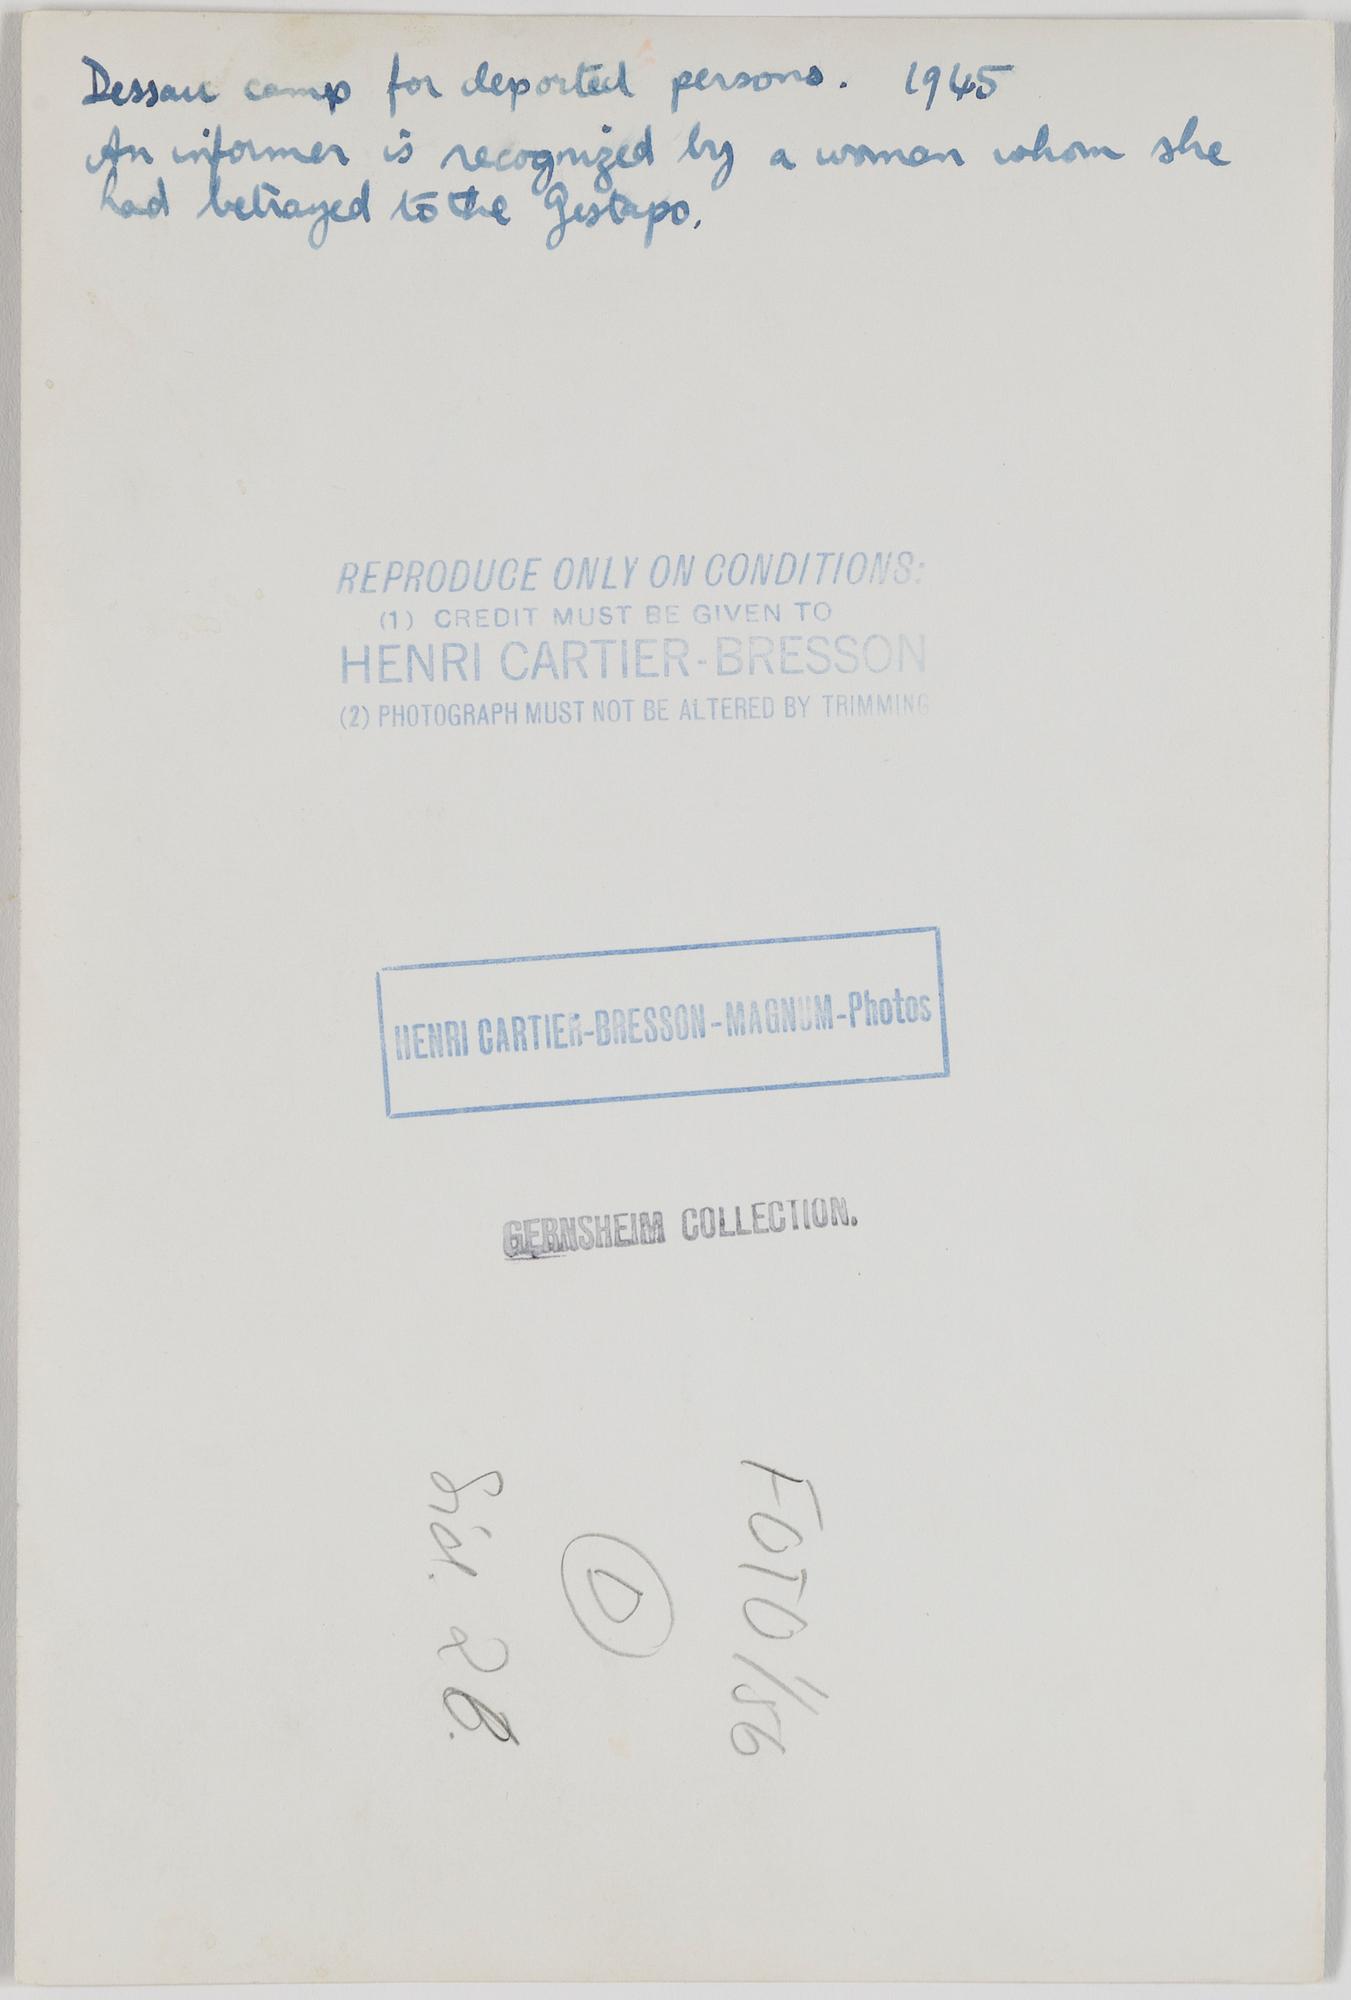 Dessau camp for deported persons. 1945
An informer is recognized by a woman whom she
had betrayed to the Gestapo.
REPRODUCE ONLY ON CONDITIONS:
(1) CREDIT MUST BE GIVEN TO
HENRI CARTIER-BRESSON
(2) PHOTOGRAPH MUST NOT BE ALTERED BY TRIMMING
HENRI CARTIER-BRESSON-MAGNUM-Photos
GERNSHEIM COLLECTION.
FOTO/56